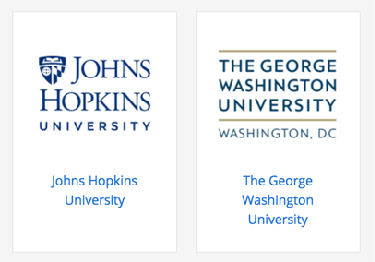 JOHNS
HOPKINS
UNIVERSITY
Johns Hopkins
University
THE GEORGE
WASHINGTON
UNIVERSITY
WASHINGTON, DC
The George
Washington
University